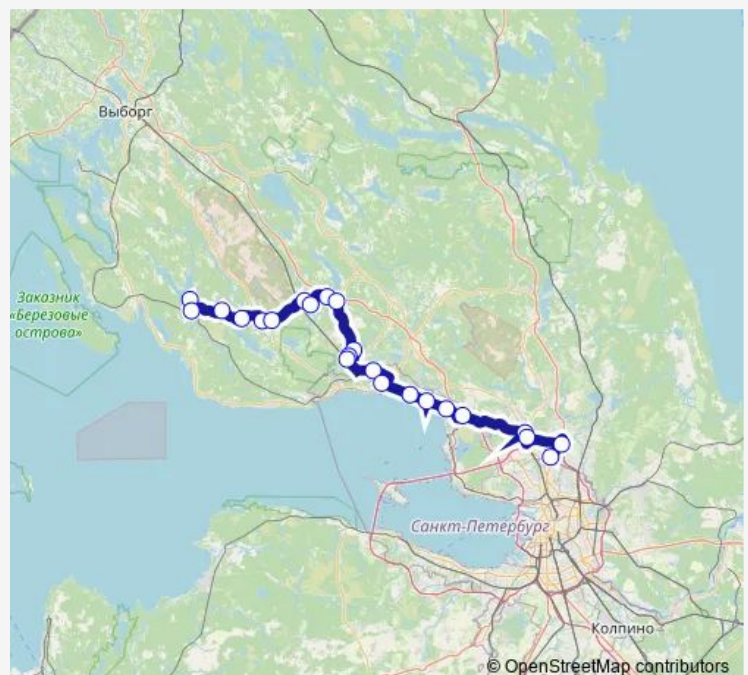 Выборг
Заказник
«Березовые
острова»
Санкт-Петербург
Колпино
© OpenStreetMap contributors